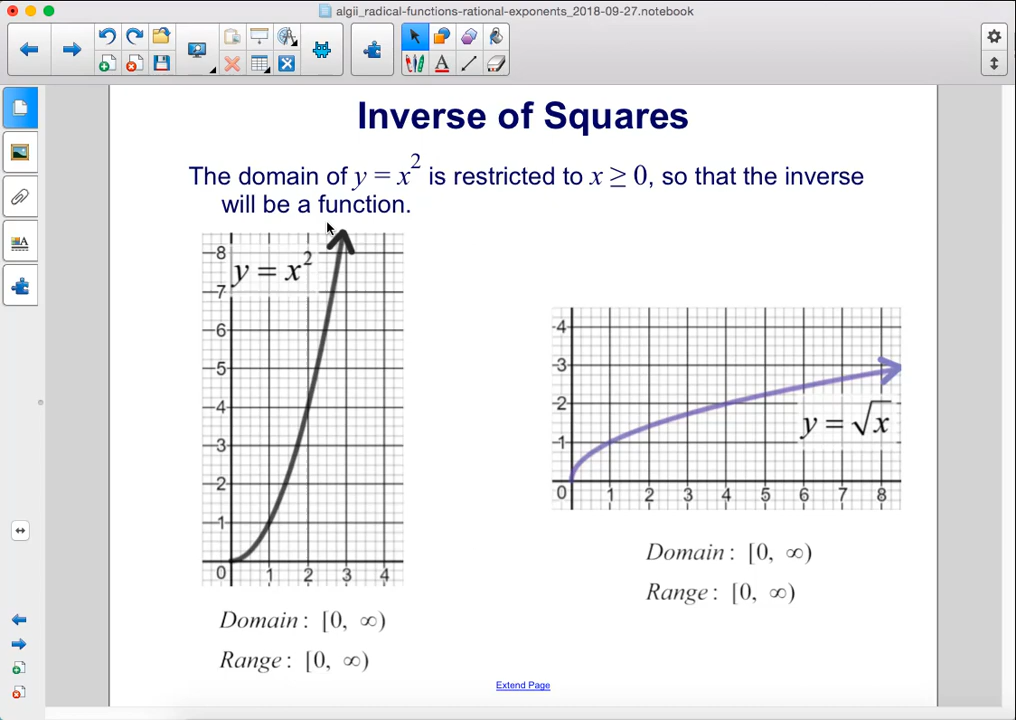 algii_radical-functions-rational-exponents_2018-09-27.notebook
Inverse of Squares
The domain of y = x² is restricted to x ≥ 0, so that the inverse
will be a function.
8
y = x²
7
6
5
4
3
2
1
0 1 2 3 4
Domain: [0, ∞)
Range: [0, ∞)
4
3
2
y = √x
1
0 1 2 3 4 5 6 7 8
Domain: [0, ∞)
Range: [0, ∞)
Extend Page